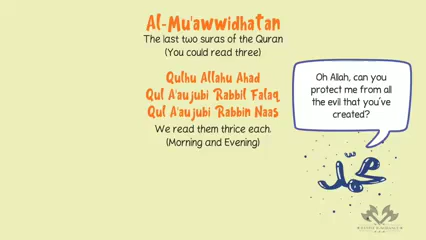 Al-Mu'awwidhatan
The last two suras of the Quran
(You could read three)
Qulhu Allahu Ahad
Qul A'aujubi Rabbil Falaq
Qul A'aujubi Rabbin Naas
We read them thrice each.
(Morning and Evening)
Oh Allah, can you
protect me from all
the evil that you've
created?
محمّد